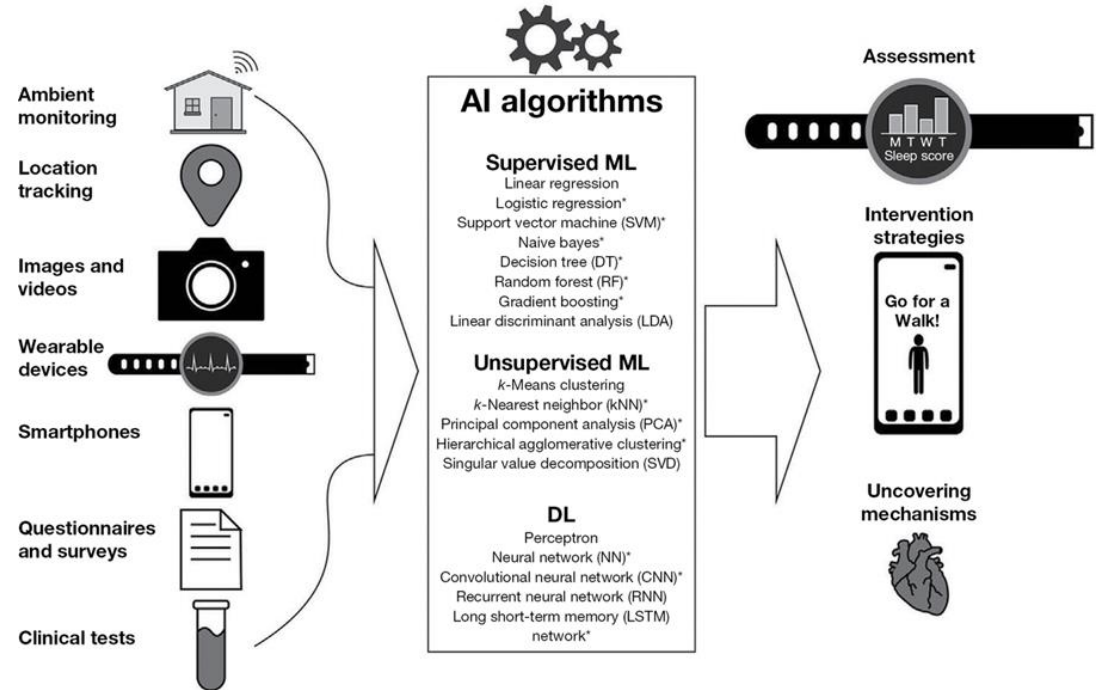 Ambient
monitoring
Location
tracking
Images and
videos
Wearable
devices
Smartphones
Questionnaires
and surveys
Clinical tests
AI algorithms
Supervised ML
Linear regression
Logistic regression*
Support vector machine (SVM)*
Naive bayes*
Decision tree (DT)*
Random forest (RF)*
Gradient boosting*
Linear discriminant analysis (LDA)
Unsupervised ML
k-Means clustering
k-Nearest neighbor (kNN)*
Principal component analysis (PCA)*
Hierarchical agglomerative clustering*
Singular value decomposition (SVD)
DL
Perceptron
Neural network (NN)*
Convolutional neural network (CNN)*
Recurrent neural network (RNN)
Long short-term memory (LSTM)
network*
Assessment
M T W T
Sleep score
Intervention
strategies
Go for a
Walk!
Uncovering
mechanisms